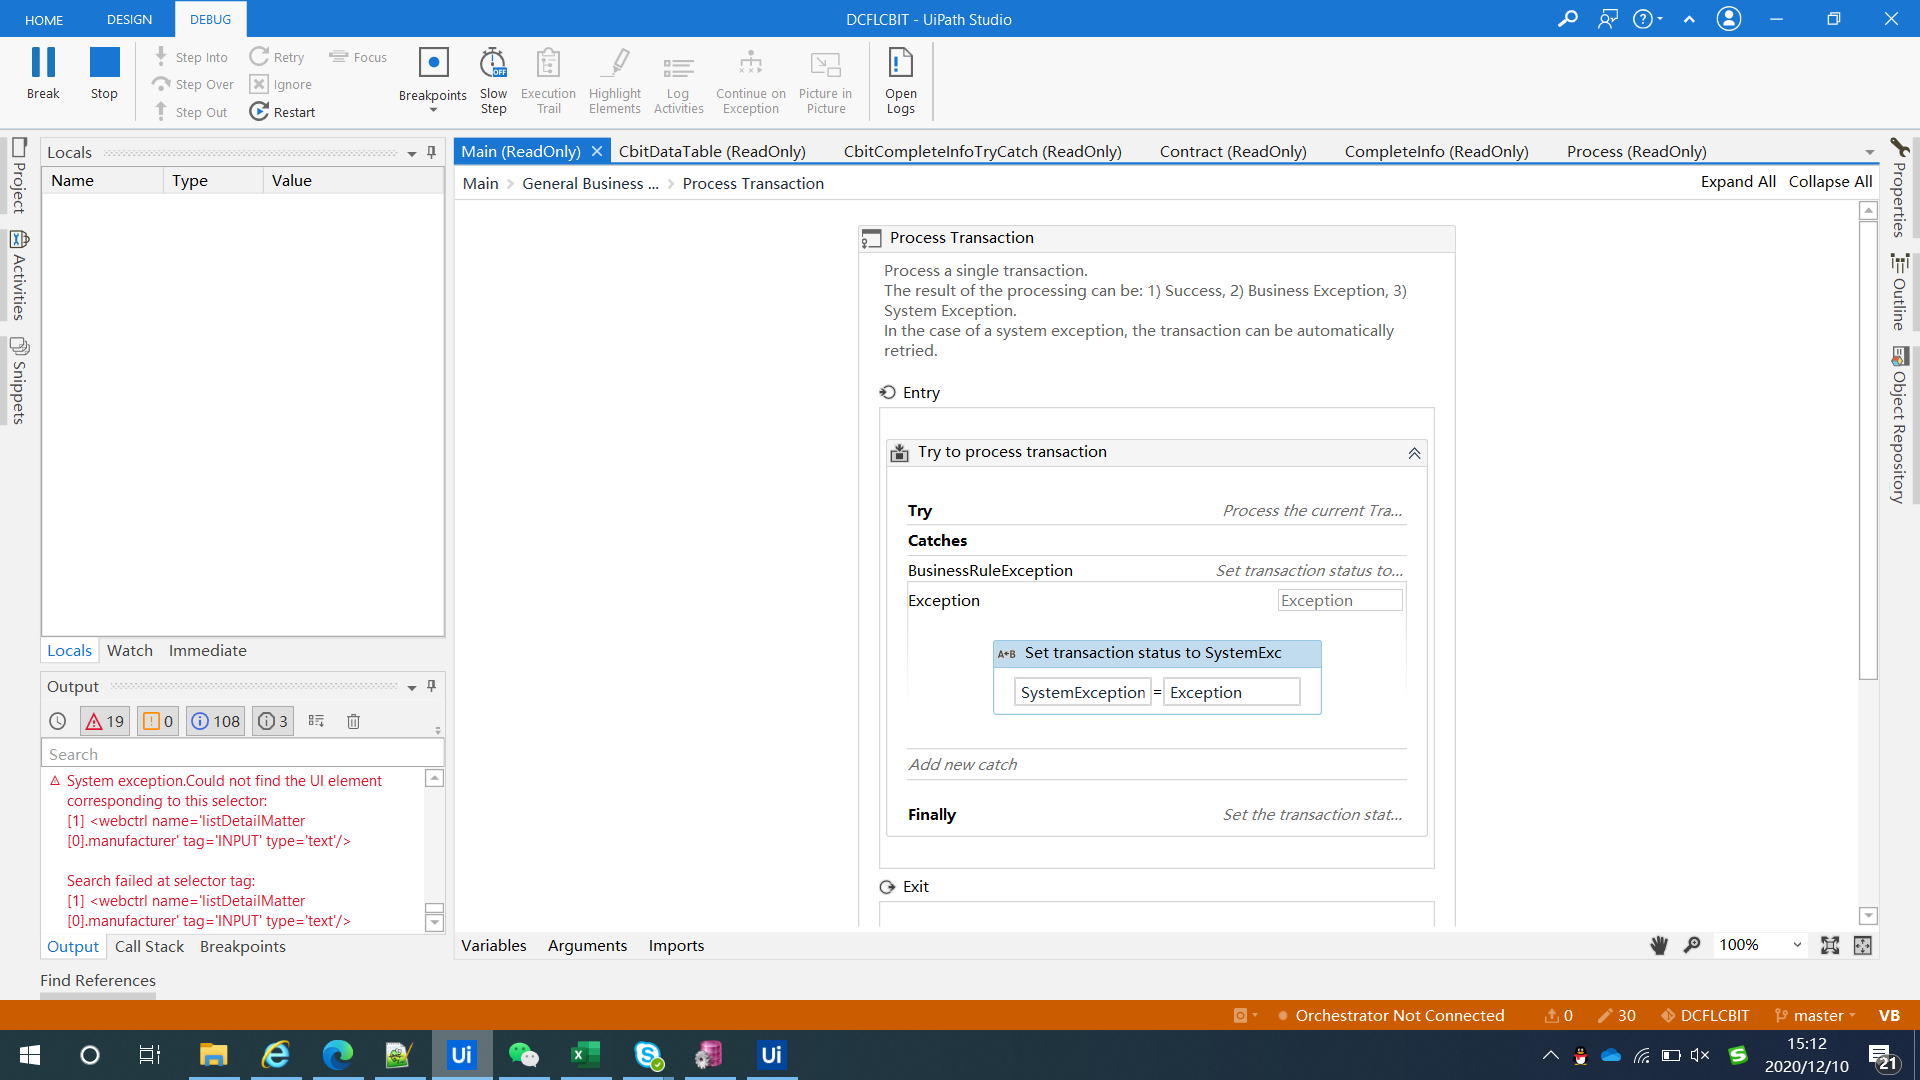 HOME
DESIGN
DEBUG
DCFLCBIT - UiPath Studio
Break
Stop
Step Into
Step Over
Step Out
Retry
Ignore
Restart
Focus
Breakpoints
OFF
Slow
Step
Execution
Trail
Highlight
Elements
Log
Activities
Continue on
Exception
Picture in
Picture
Open
Logs
Project
Activities
Snippets
Locals
Name
Type
Value
Locals
Watch
Immediate
Output
19
0
108
3
Search
System exception.Could not find the UI element
corresponding to this selector:
[1] <webctrl name='listDetailMatter
[0].manufacturer' tag='INPUT' type='text'/>
Search failed at selector tag:
[1] <webctrl name='listDetailMatter
[0].manufacturer' tag='INPUT' type='text'/>
Output
Call Stack
Breakpoints
Find References
Main (ReadOnly)
CbitDataTable (ReadOnly)
CbitCompleteInfoTryCatch (ReadOnly)
Contract (ReadOnly)
CompleteInfo (ReadOnly)
Process (ReadOnly)
Main
General Business ...
Process Transaction
Expand All
Collapse All
Process Transaction
Process a single transaction.
The result of the processing can be: 1) Success, 2) Business Exception, 3)
System Exception.
In the case of a system exception, the transaction can be automatically
retried.
Entry
Try to process transaction
Try
Process the current Tra...
Catches
BusinessRuleException
Set transaction status to...
Exception
Exception
A+B
Set transaction status to SystemExc
SystemException
=
Exception
Add new catch
Finally
Set the transaction stat...
Exit
Variables
Arguments
Imports
100%
Properties
Outline
Object Repository
Orchestrator Not Connected
0
30
DCFLCBIT
master
VB
Ui
Ui
15:12
2020/12/10
21